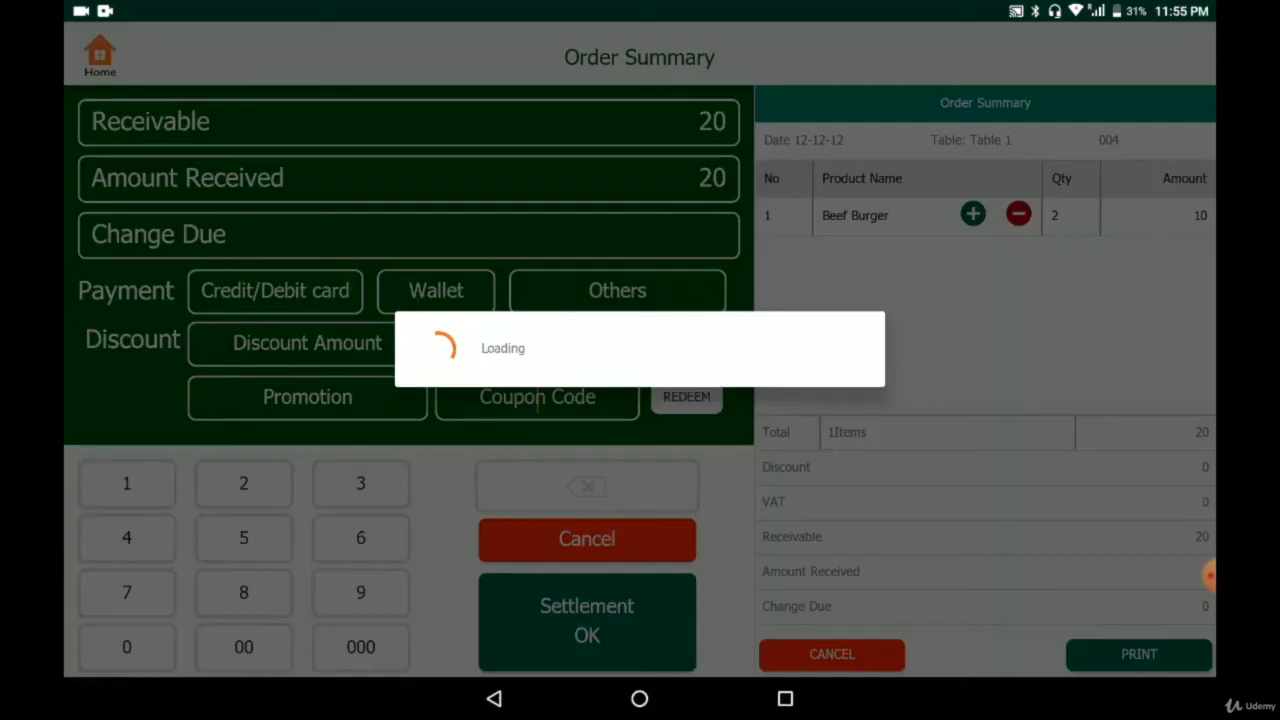 31% 11:55 PM
Home
Order Summary
Receivable 20
Amount Received 20
Change Due
Payment Credit/Debit card Wallet Others
Discount Discount Amount
Promotion Coupon Code REDEEM
Loading
1 2 3
4 5 6
7 8 9
0 00 000
Cancel
Settlement
OK
Order Summary
Date 12-12-12 Table: Table 1 004
No Product Name Qty Amount
1 Beef Burger 2 10
Total 1Items 20
Discount 0
VAT 0
Receivable 20
Amount Received
Change Due 0
CANCEL PRINT
Udemy